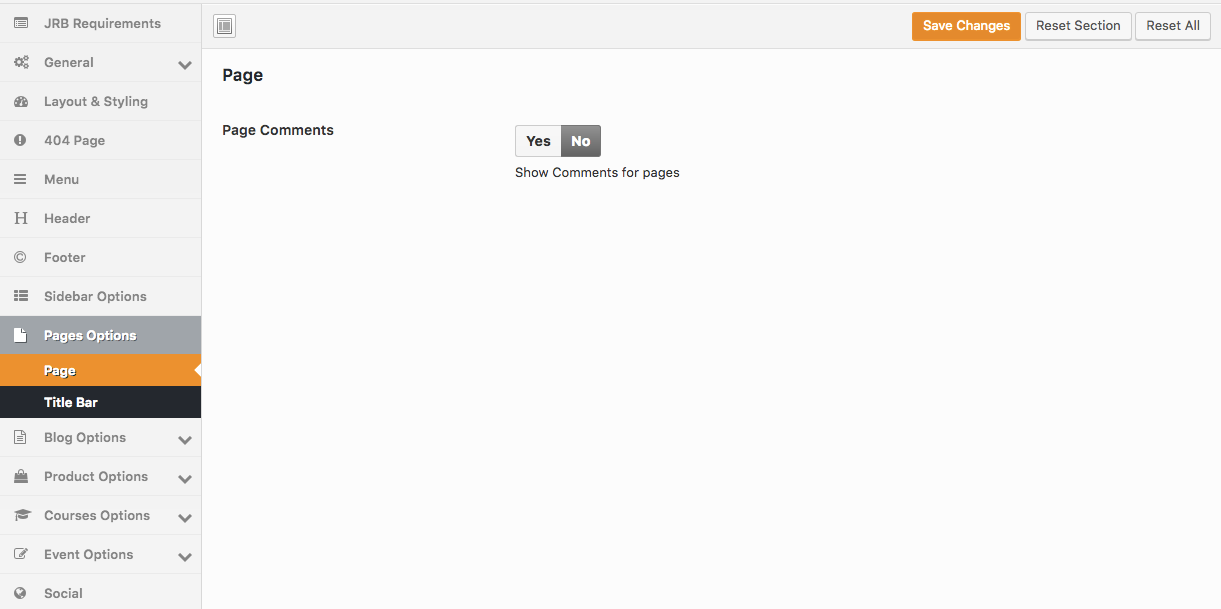 JRB Requirements
General
Layout & Styling
404 Page
Menu
H Header
© Footer
Sidebar Options
Pages Options
Page
Title Bar
Blog Options
Product Options
Courses Options
Event Options
Social
Save Changes
Reset Section
Reset All
Page
Page Comments
Yes No
Show Comments for pages